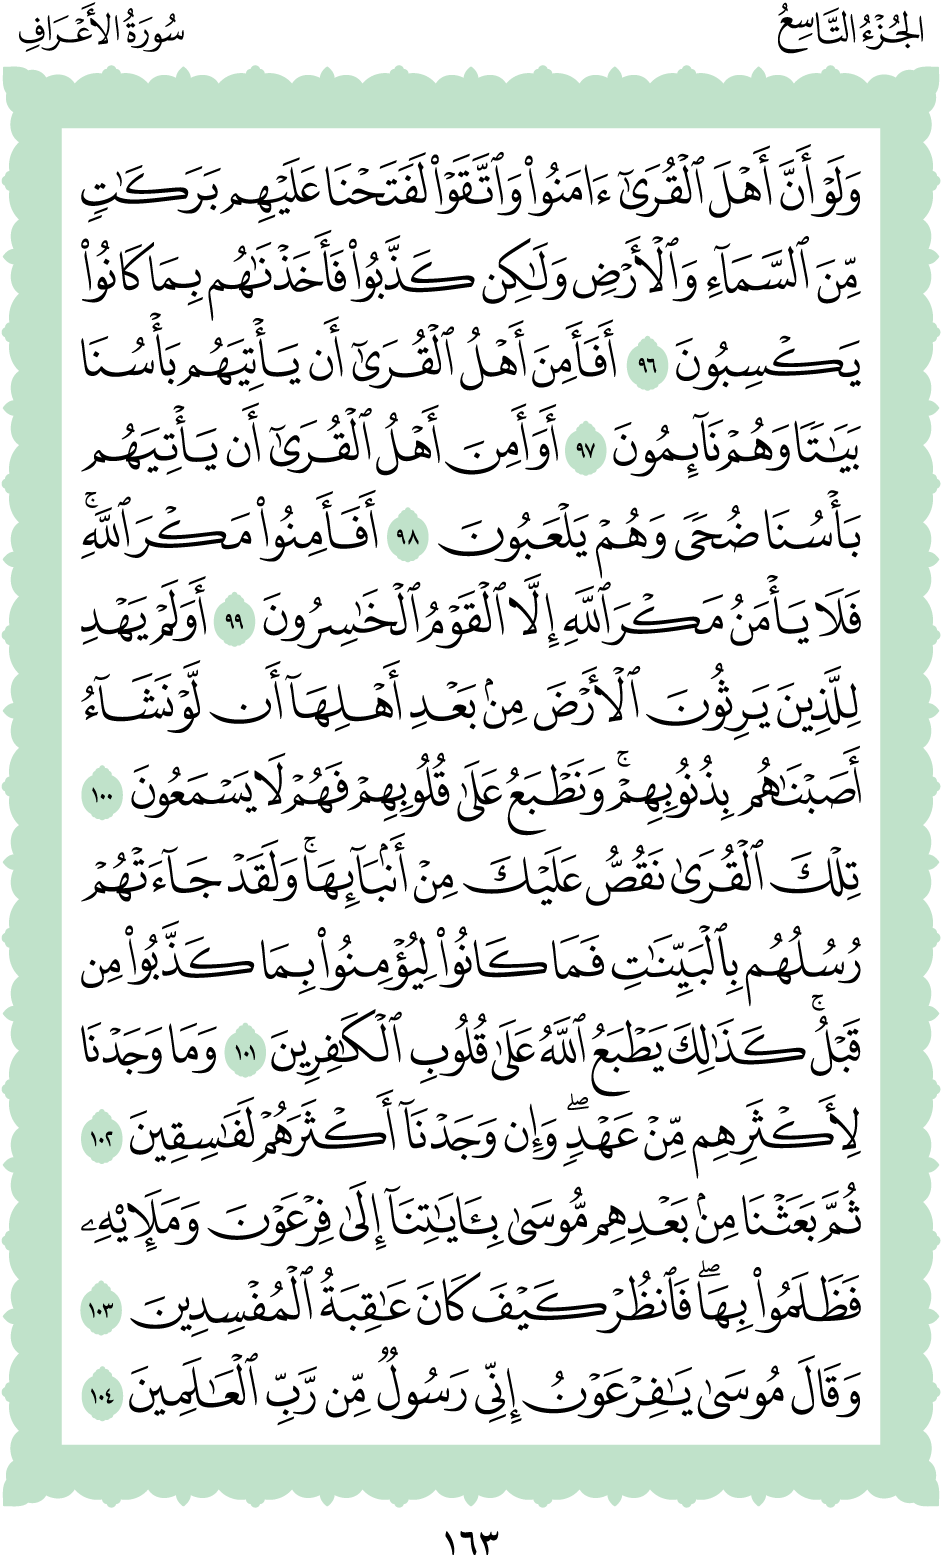 الجُزْءُ التَّاسِعُ
سُورَةُ الأَعْرَافِ
وَلَوۡ أَنَّ أَهۡلَ ٱلۡقُرَىٰٓ ءَامَنُواْ وَٱتَّقَوۡاْ لَفَتَحۡنَا عَلَيۡهِم بَرَكَٰتٖ
مِّنَ ٱلسَّمَآءِ وَٱلۡأَرۡضِ وَلَٰكِن كَذَّبُواْ فَأَخَذۡنَٰهُم بِمَا كَانُواْ
يَكۡسِبُونَ ٩٦ أَفَأَمِنَ أَهۡلُ ٱلۡقُرَىٰٓ أَن يَأۡتِيَهُم بَأۡسُنَا
بَيَٰتٗا وَهُمۡ نَآئِمُونَ ٩٧ أَوَأَمِنَ أَهۡلُ ٱلۡقُرَىٰٓ أَن يَأۡتِيَهُم
بَأۡسُنَا ضُحٗى وَهُمۡ يَلۡعَبُونَ ٩٨ أَفَأَمِنُواْ مَكۡرَ ٱللَّهِۚ
فَلَا يَأۡمَنُ مَكۡرَ ٱللَّهِ إِلَّا ٱلۡقَوۡمُ ٱلۡخَٰسِرُونَ ٩٩ أَوَلَمۡ يَهۡدِ
لِلَّذِينَ يَرِثُونَ ٱلۡأَرۡضَ مِنۢ بَعۡدِ أَهۡلِهَآ أَن لَّوۡ نَشَآءُ
أَصَبۡنَٰهُم بِذُنُوبِهِمۡۚ وَنَطۡبَعُ عَلَىٰ قُلُوبِهِمۡ فَهُمۡ لَا يَسۡمَعُونَ ١٠٠
تِلۡكَ ٱلۡقُرَىٰ نَقُصُّ عَلَيۡكَ مِنۡ أَنۢبَآئِهَاۚ وَلَقَدۡ جَآءَتۡهُمۡ
رُسُلُهُم بِٱلۡبَيِّنَٰتِ فَمَا كَانُواْ لِيُؤۡمِنُواْ بِمَا كَذَّبُواْ مِن
قَبۡلُۚ كَذَٰلِكَ يَطۡبَعُ ٱللَّهُ عَلَىٰ قُلُوبِ ٱلۡكَٰفِرِينَ ١٠١ وَمَا وَجَدۡنَا
لِأَكۡثَرِهِم مِّنۡ عَهۡدٖۖ وَإِن وَجَدۡنَآ أَكۡثَرَهُمۡ لَفَٰسِقِينَ ١٠٢
ثُمَّ بَعَثۡنَا مِنۢ بَعۡدِهِم مُّوسَىٰ بِـَٔايَٰتِنَآ إِلَىٰ فِرۡعَوۡنَ وَمَلَإِيْهِۦ
فَظَلَمُواْ بِهَاۖ فَٱنظُرۡ كَيۡفَ كَانَ عَٰقِبَةُ ٱلۡمُفۡسِدِينَ ١٠٣
وَقَالَ مُوسَىٰ يَٰفِرۡعَوۡنُ إِنِّي رَسُولٞ مِّن رَّبِّ ٱلۡعَٰلَمِينَ ١٠٤
١٦٣